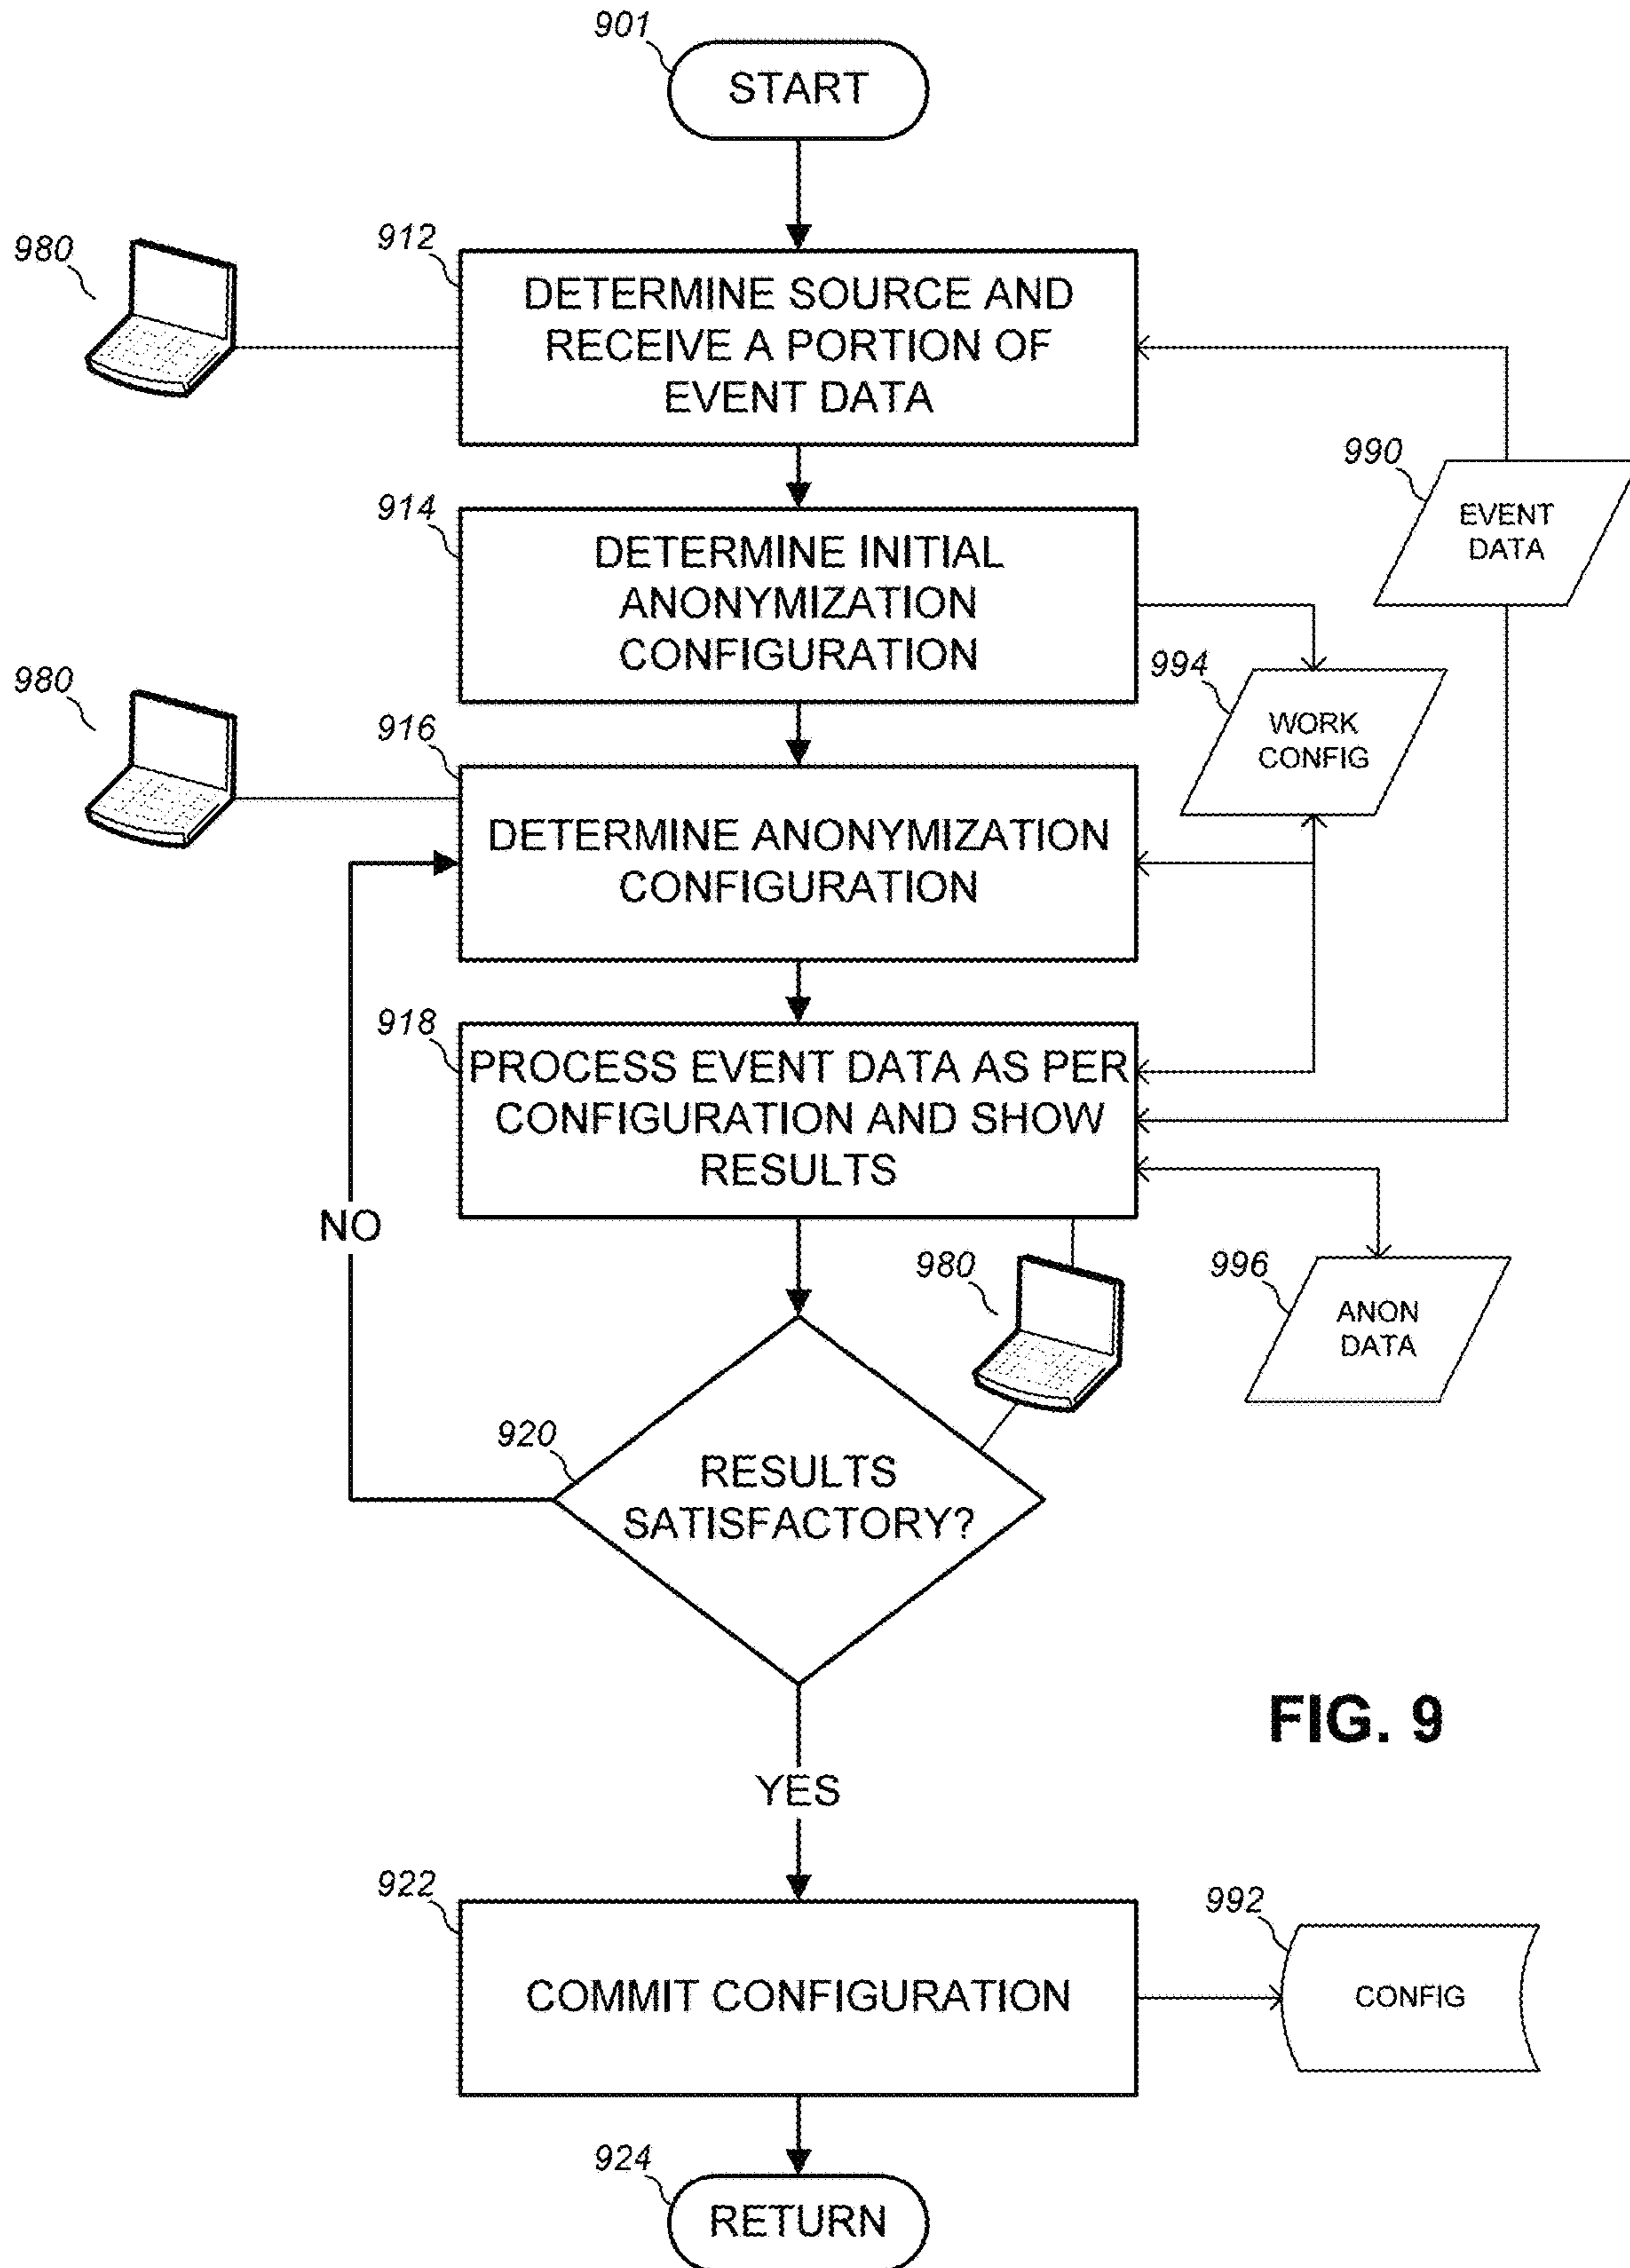 901
START
980
912
DETERMINE SOURCE AND
RECEIVE A PORTION OF
EVENT DATA
990
EVENT
DATA
914
DETERMINE INITIAL
ANONYMIZATION
CONFIGURATION
994
WORK
CONFIG
980
916
DETERMINE ANONYMIZATION
CONFIGURATION
918
PROCESS EVENT DATA AS PER
CONFIGURATION AND SHOW
RESULTS
NO
980
996
ANON
DATA
920
RESULTS
SATISFACTORY?
FIG. 9
YES
922
COMMIT CONFIGURATION
992
CONFIG
924
RETURN